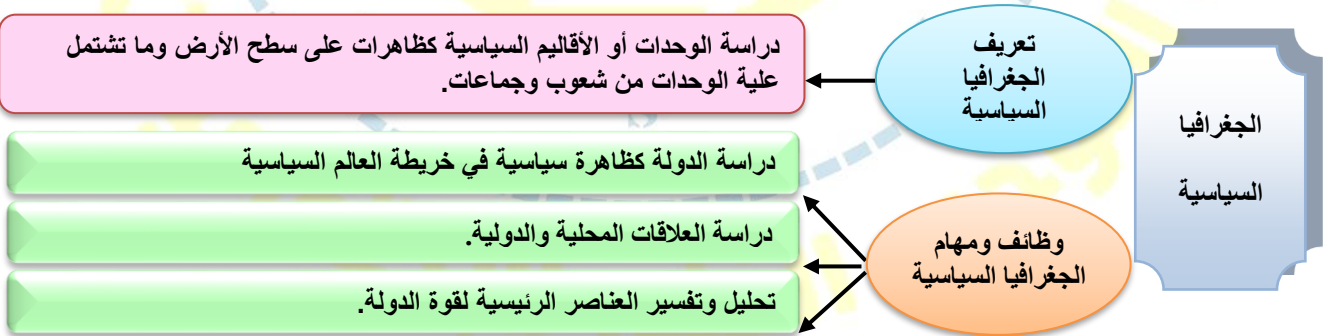 الجغرافيا
السياسية
تعريف
الجغرافيا
السياسية
دراسة الوحدات أو الأقاليم السياسية كظاهرات على سطح الأرض وما تشتمل
علية الوحدات من شعوب وجماعات.
وظائف ومهام
الجغرافيا السياسية
دراسة الدولة كظاهرة سياسية في خريطة العالم السياسية
دراسة العلاقات المحلية والدولية.
تحليل وتفسير العناصر الرئيسية لقوة الدولة.